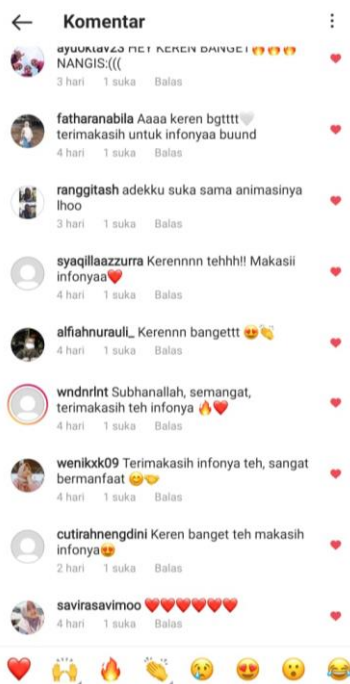 Komentar
ayuoktav23 HEY KEREN BANGET🔥🔥🔥
NANGIS:(((
3 hari 1 suka Balas
fatharanabila Aaaa keren bgtttt🤍
terimakasih untuk infonyaa buund
4 hari 1 suka Balas
ranggitash adekku suka sama animasinya
lhoo
3 hari 1 suka Balas
syaqillaazzurra Kerennnn tehhh!! Makasii
infonyaa❤️
4 hari 1 suka Balas
alfiahnurauli_ Kerennn bangettt 😍👏
4 hari 1 suka Balas
wndnrlnt Subhanallah, semangat,
terimakasih teh infonya 🔥❤️
4 hari 1 suka Balas
wenikxk09 Terimakasih infonya teh, sangat
bermanfaat 😊🤝
4 hari 1 suka Balas
cutirahnengdini Keren banget teh makasih
infonya😍
2 hari 1 suka Balas
savirasavimoo ❤️❤️❤️❤️❤️❤️
4 hari 1 suka Balas